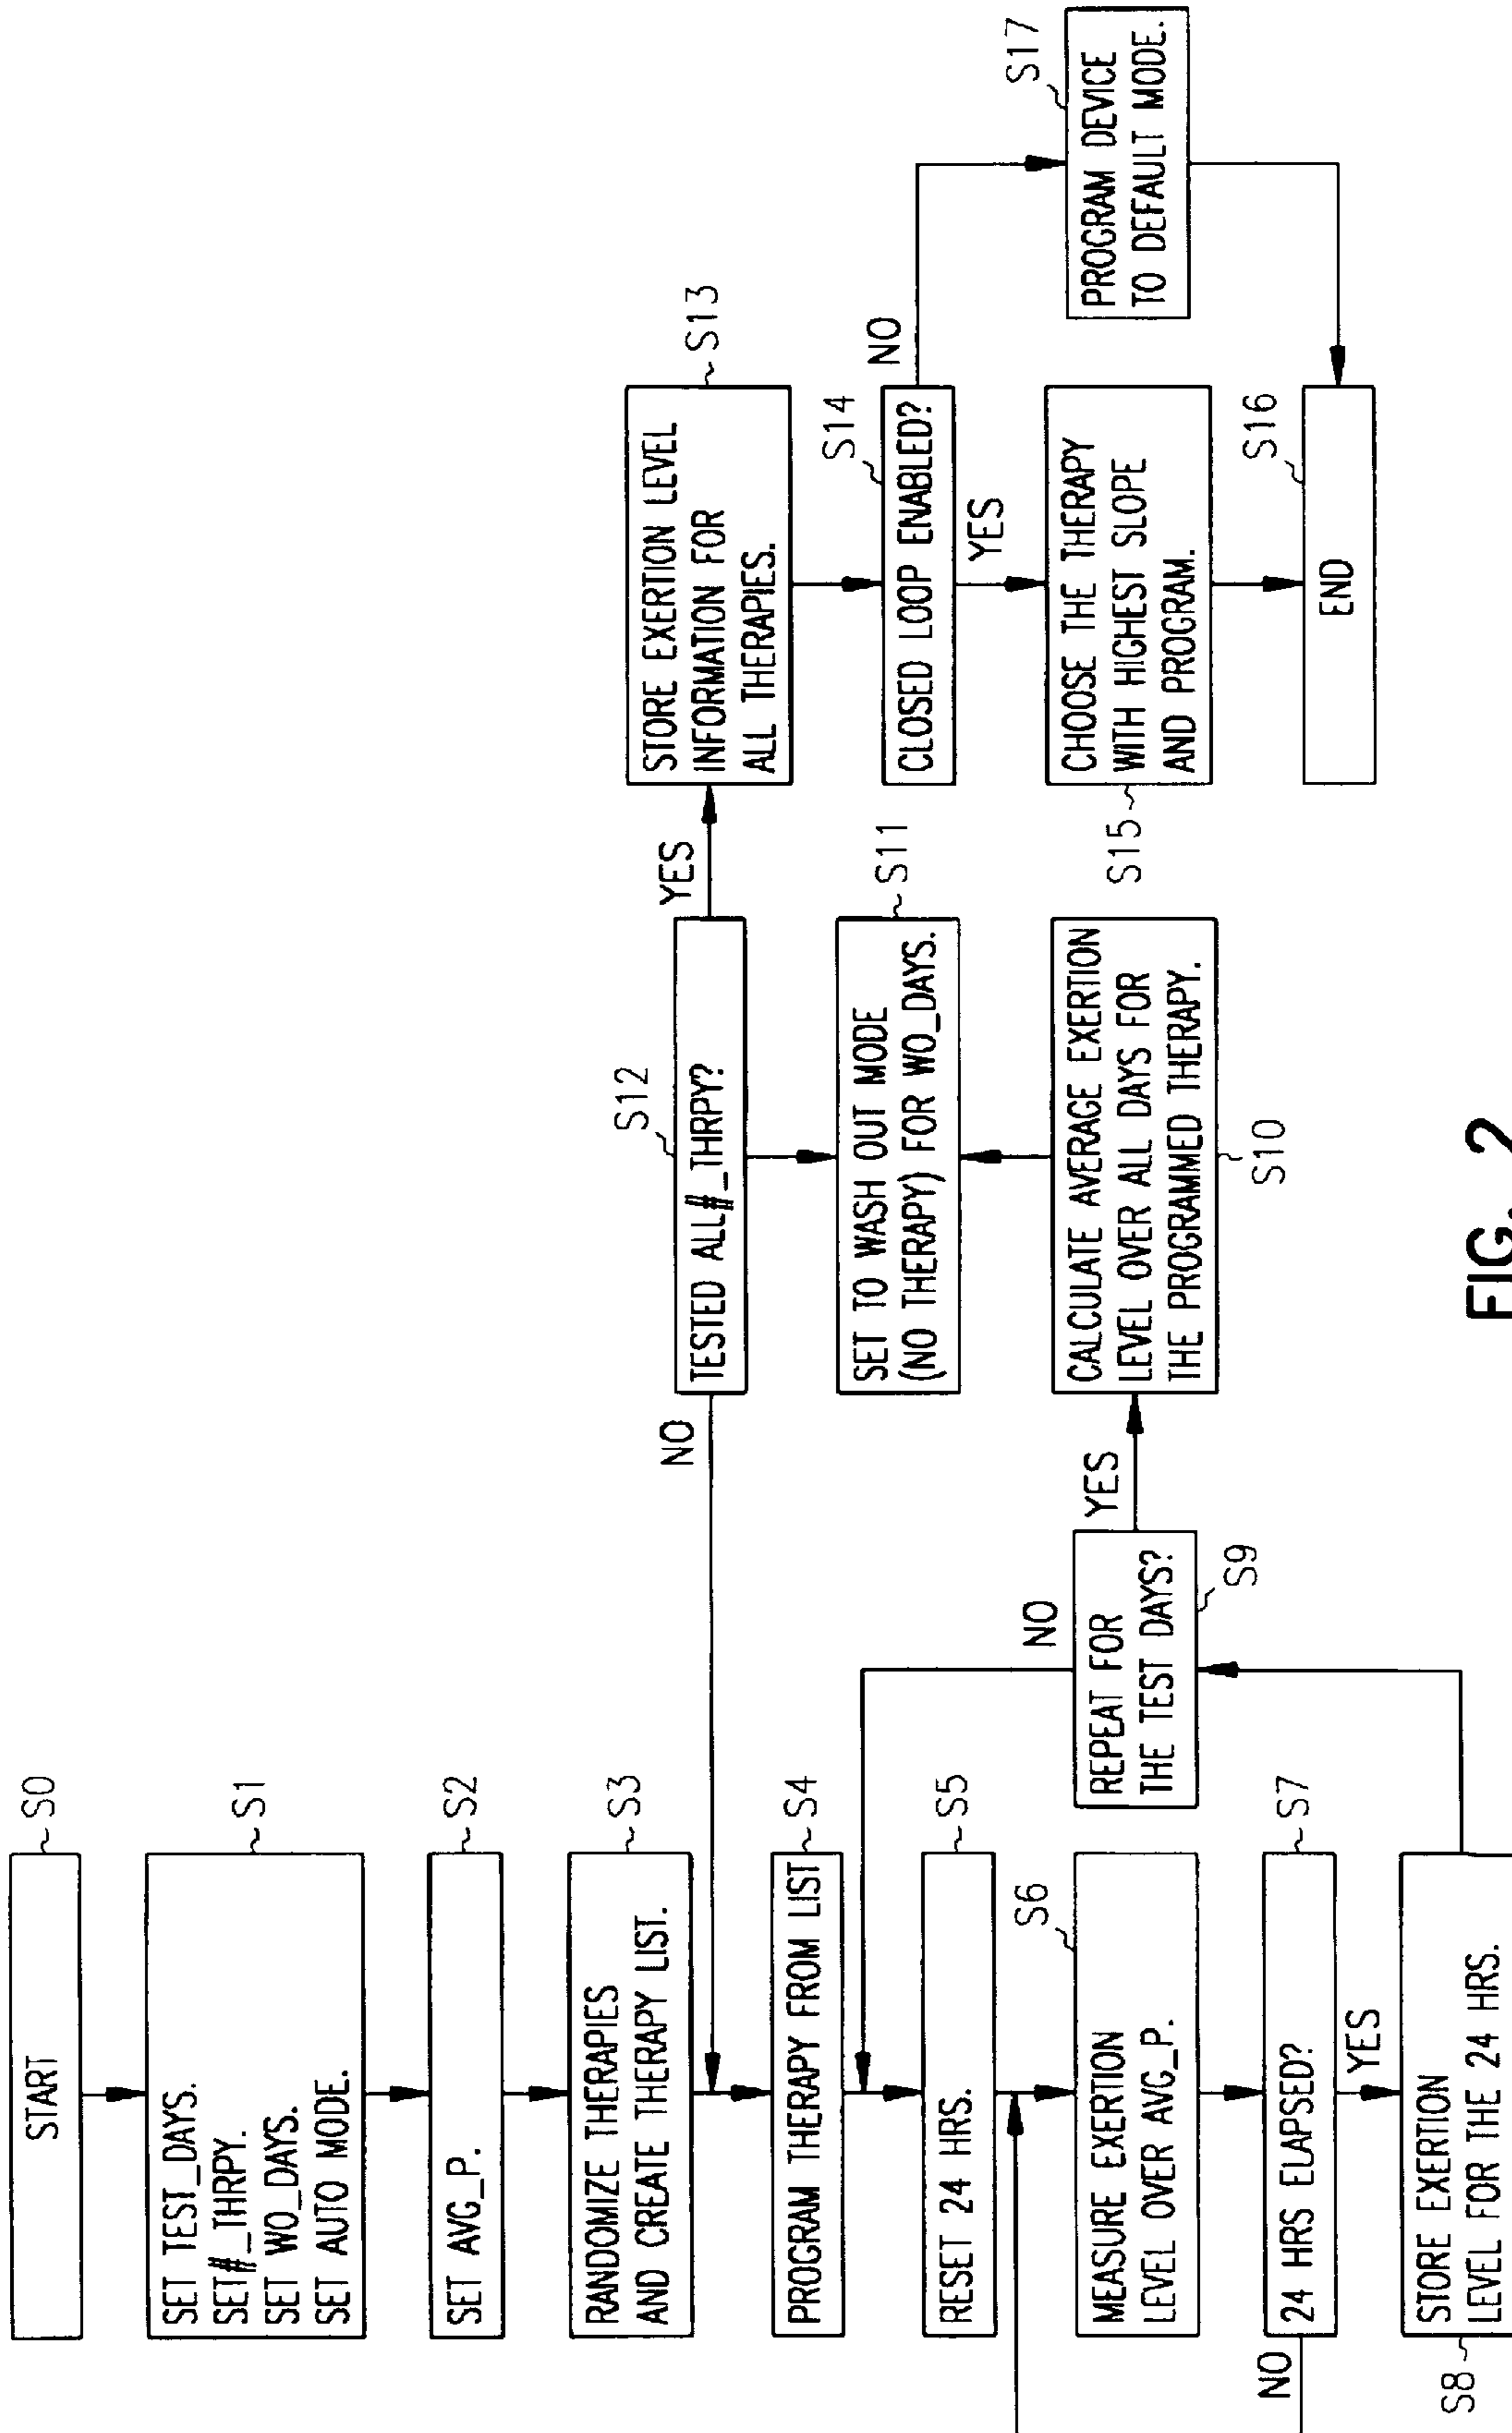 START
S0
SET TEST_DAYS.
SET#_THRPY.
SET WO_DAYS.
SET AUTO MODE.
S1
SET AVG_P.
S2
RANDOMIZE THERAPIES
AND CREATE THERAPY LIST.
S3
PROGRAM THERAPY FROM LIST
S4
RESET 24 HRS.
S5
MEASURE EXERTION
LEVEL OVER AVG_P.
S6
24 HRS ELAPSED?
S7
NO
YES
STORE EXERTION
LEVEL FOR THE 24 HRS.
S8
REPEAT FOR
THE TEST DAYS?
S9
NO
YES
CALCULATE AVERAGE EXERTION
LEVEL OVER ALL DAYS FOR
THE PROGRAMMED THERAPY.
S10
SET TO WASH OUT MODE
(NO THERAPY) FOR WO_DAYS.
S11
TESTED ALL#_THRPY?
S12
NO
YES
STORE EXERTION LEVEL
INFORMATION FOR
ALL THERAPIES.
S13
CLOSED LOOP ENABLED?
S14
NO
YES
CHOOSE THE THERAPY
WITH HIGHEST SLOPE
AND PROGRAM.
S15
END
S16
PROGRAM DEVICE
TO DEFAULT MODE.
S17
FIG. 2